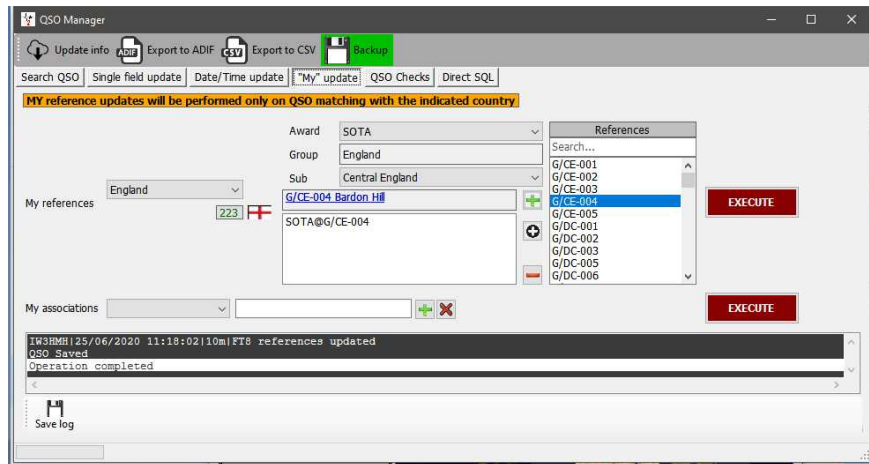 QSO Manager
Update info ADIF Export to ADIF CSV Export to CSV Backup
Search QSO Single field update Date/Time update "My" update QSO Checks Direct SQL
MY reference updates will be performed only on QSO matching with the indicated country
Award SOTA
Group England
Sub Central England
My references England
223
G/CE-004 Bardon Hill
SOTA@G/CE-004
References
Search...
G/CE-001
G/CE-002
G/CE-003
G/CE-004
G/CE-005
G/DC-001
G/DC-002
G/DC-003
G/DC-005
G/DC-006
EXECUTE
My associations
EXECUTE
IW3HMH|25/06/2020 11:18:02|10m|FT8 references updated
QSO Saved
Operation completed
Save log